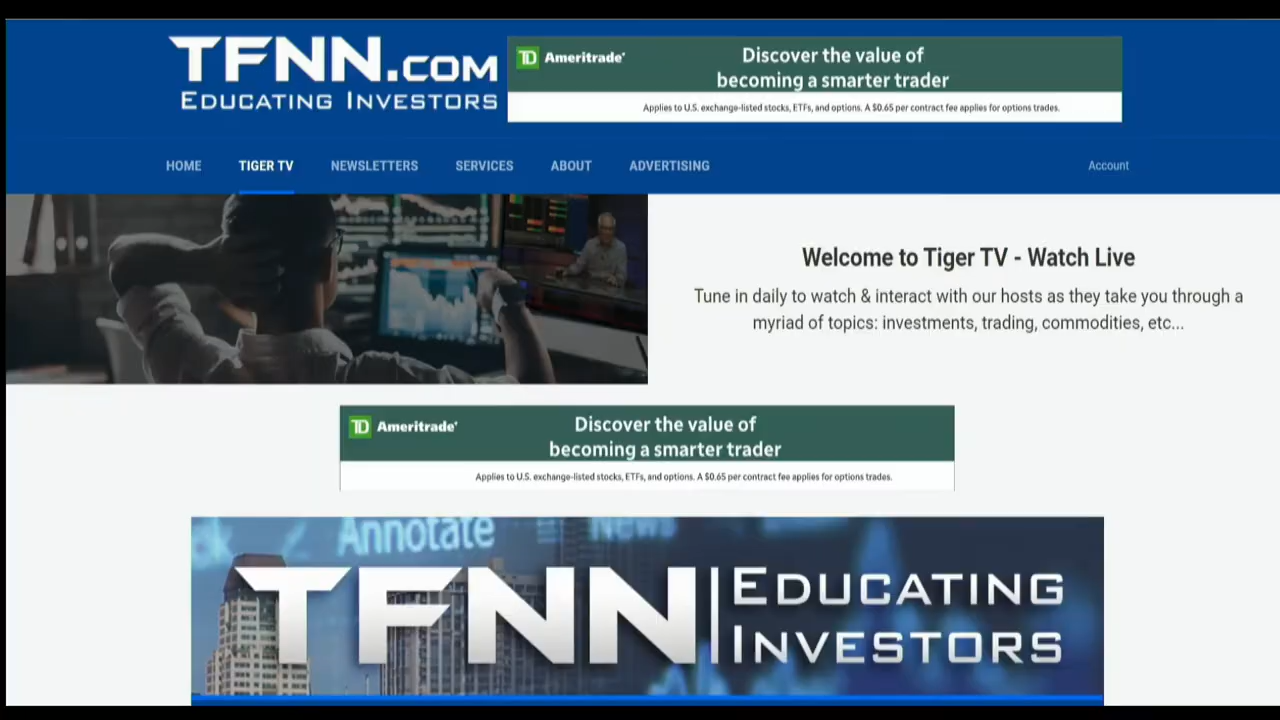 TFNN.COM
EDUCATING INVESTORS
TD Ameritrade
Discover the value of
becoming a smarter trader
Applies to U.S. exchange-listed stocks, ETFs, and options. A $0.65 per contract fee applies for options trades.
HOME TIGER TV NEWSLETTERS SERVICES ABOUT ADVERTISING Account
Welcome to Tiger TV - Watch Live
Tune in daily to watch & interact with our hosts as they take you through a
myriad of topics: investments, trading, commodities, etc...
TD Ameritrade
Discover the value of
becoming a smarter trader
Applies to U.S. exchange-listed stocks, ETFs, and options. A $0.65 per contract fee applies for options trades.
Annotate News
TFNN EDUCATING
INVESTORS